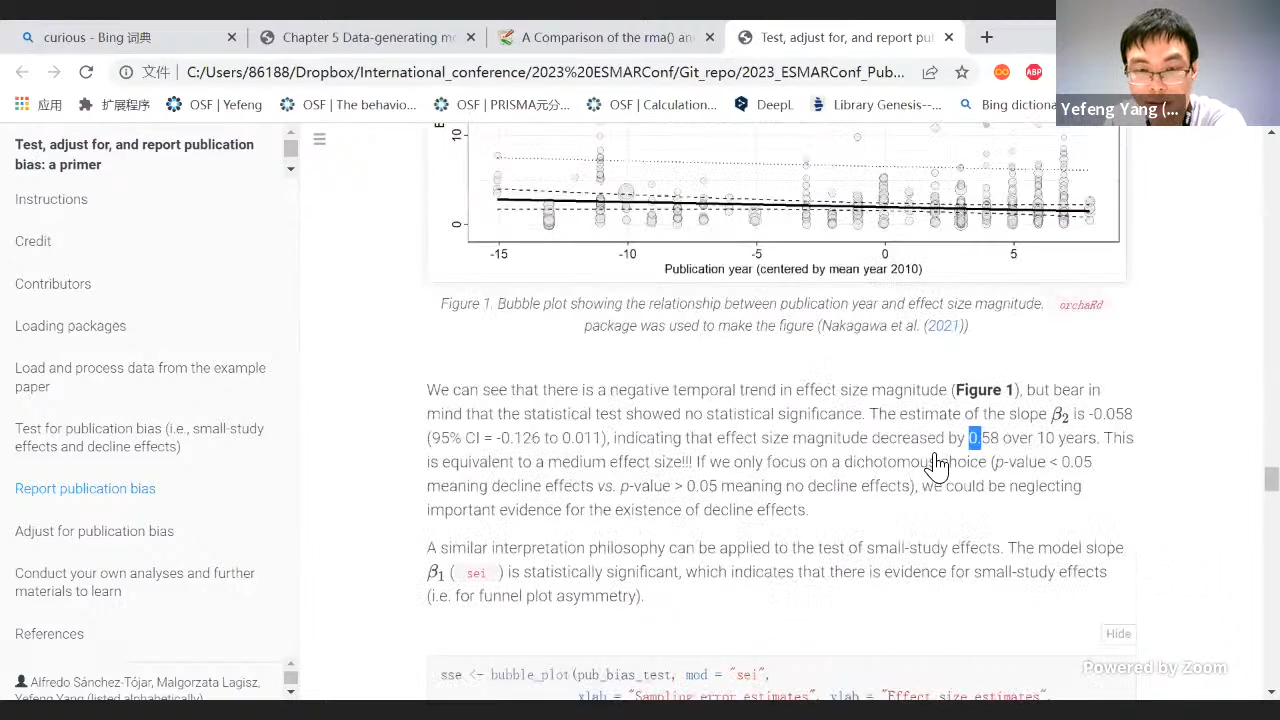 curious - Bing 词典
Chapter 5 Data-generating m
A Comparison of the rma() an
Test, adjust for, and report pu
文件 C:/Users/86188/Dropbox/International_conference/2023%20ESMARConf/Git_repo/2023_ESMARConf_Pub...
ABP
应用 扩展程序 OSF | Yefeng OSF | The behavio... OSF | PRISMA元分... OSF | Calculation... DeepL Library Genesis--... Bing dictiona
Yefeng Yang (...
Test, adjust for, and report publication
bias: a primer
Instructions
Credit
Contributors
Loading packages
Load and process data from the example
paper
Test for publication bias (i.e., small-study
effects and decline effects)
Report publication bias
Adjust for publication bias
Conduct your own analyses and further
materials to learn
References
Alfredo Sánchez-Tójar, Malgorzata Lagisz,
Yefeng Yang (listed alphabetically)
10
0
-15 -10 -5 0 5
Publication year (centered by mean year 2010)
Figure 1. Bubble plot showing the relationship between publication year and effect size magnitude. orchaRd
package was used to make the figure (Nakagawa et al. (2021))
We can see that there is a negative temporal trend in effect size magnitude (Figure 1), but bear in
mind that the statistical test showed no statistical significance. The estimate of the slope β2 is -0.058
(95% CI = -0.126 to 0.011), indicating that effect size magnitude decreased by 0.58 over 10 years. This
is equivalent to a medium effect size!!! If we only focus on a dichotomous choice (p-value < 0.05
meaning decline effects vs. p-value > 0.05 meaning no decline effects), we could be neglecting
important evidence for the existence of decline effects.
A similar interpretation philosophy can be applied to the test of small-study effects. The model slope
β1 ( sei ) is statistically significant, which indicates that there is evidence for small-study effects
(i.e. for funnel plot asymmetry).
Hide
sse <- bubble_plot(pub_bias_test, mod = "sei",
xlab = "Sampling error estimates", ylab = "Effect size estimates",
Powered by Zoom